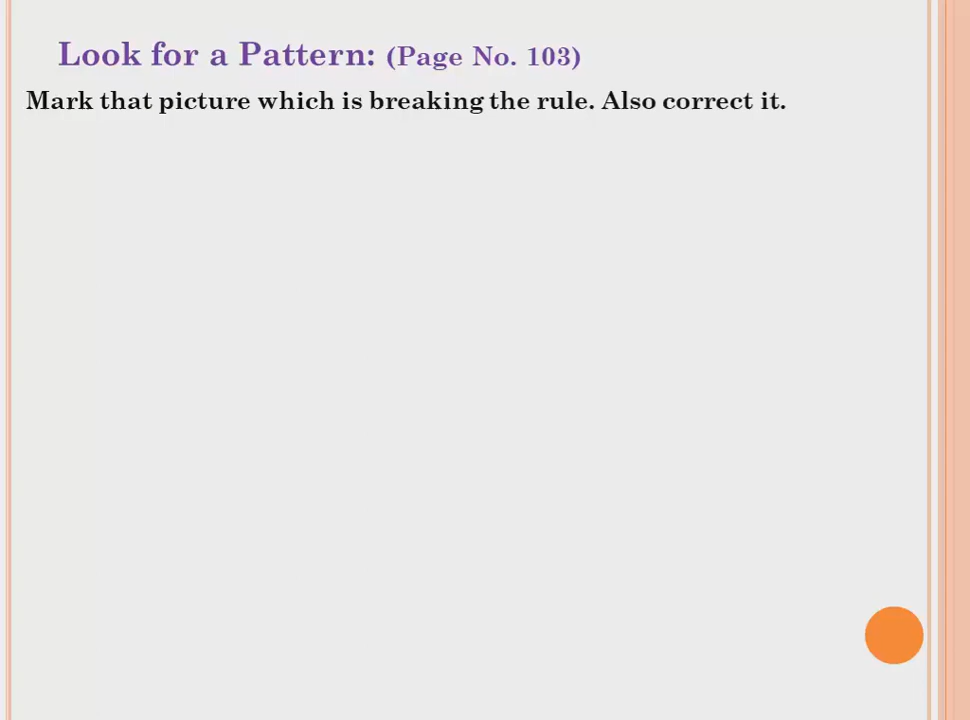 Look for a Pattern: (Page No. 103)
Mark that picture which is breaking the rule. Also correct it.